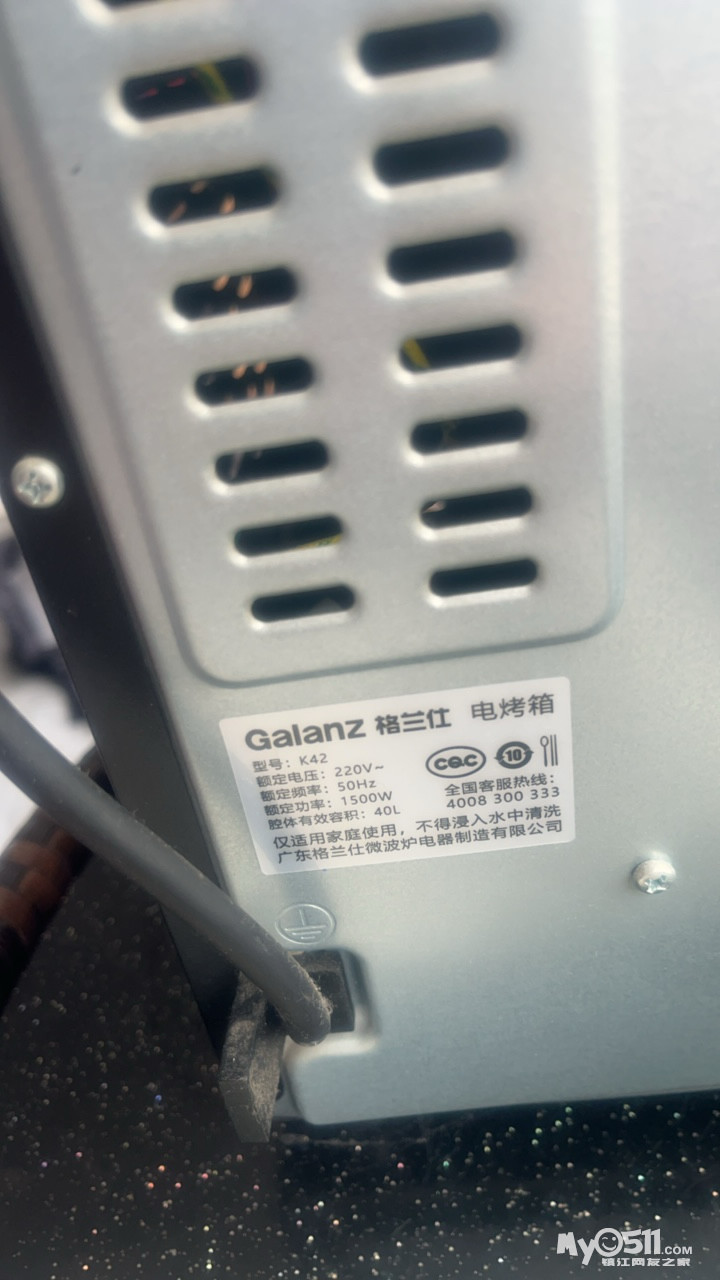 Galanz 格兰仕 电烤箱
型号：K42
额定电压：220V~
额定频率：50Hz
额定功率：1500W
腔体有效容积：40L
CQC
10
全国客服热线：
4008 300 333
仅适用家庭使用，不得浸入水中清洗
广东格兰仕微波炉电器制造有限公司
My0511.COM
镇江网友之家